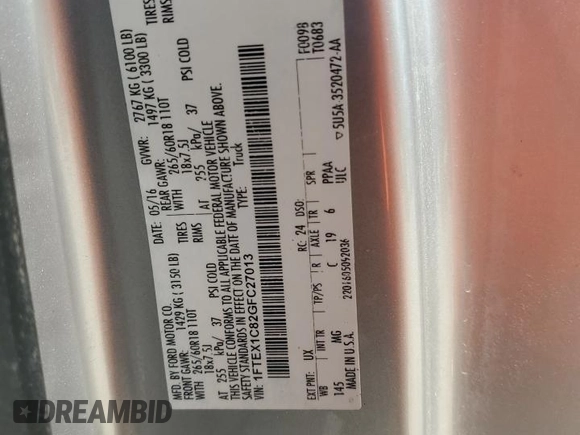 MFD. BY FORD MOTOR CO.
DATE: 05/16 GVWR: 2767 KG ( 6100 LB)
FRONT GAWR: 1429 KG ( 3150 LB) REAR GAWR: 1497 KG ( 3300 LB)
WITH 265/60R18 110T TIRES WITH 265/60R18 110T TIRES
18x7.5J RIMS 18x7.5J RIMS
AT 255 kPa/ 37 PSI COLD AT 255 kPa/ 37 PSI COLD
THIS VEHICLE CONFORMS TO ALL APPLICABLE FEDERAL MOTOR VEHICLE
SAFETY STANDARDS IN EFFECT ON THE DATE OF MANUFACTURE SHOWN ABOVE.
VIN: 1FTEX1C82GFC27013 TYPE: Truck
F0098
T0683
EXT PNT: UX RC: 24 DSO:
WB INT TR TP/PS R AXLE TR SPR
145 MG C 19 6 PPAA
UJLC
MADE IN U.S.A. ▽5U5A 3520472-AA
220160505092036
DREAMBID